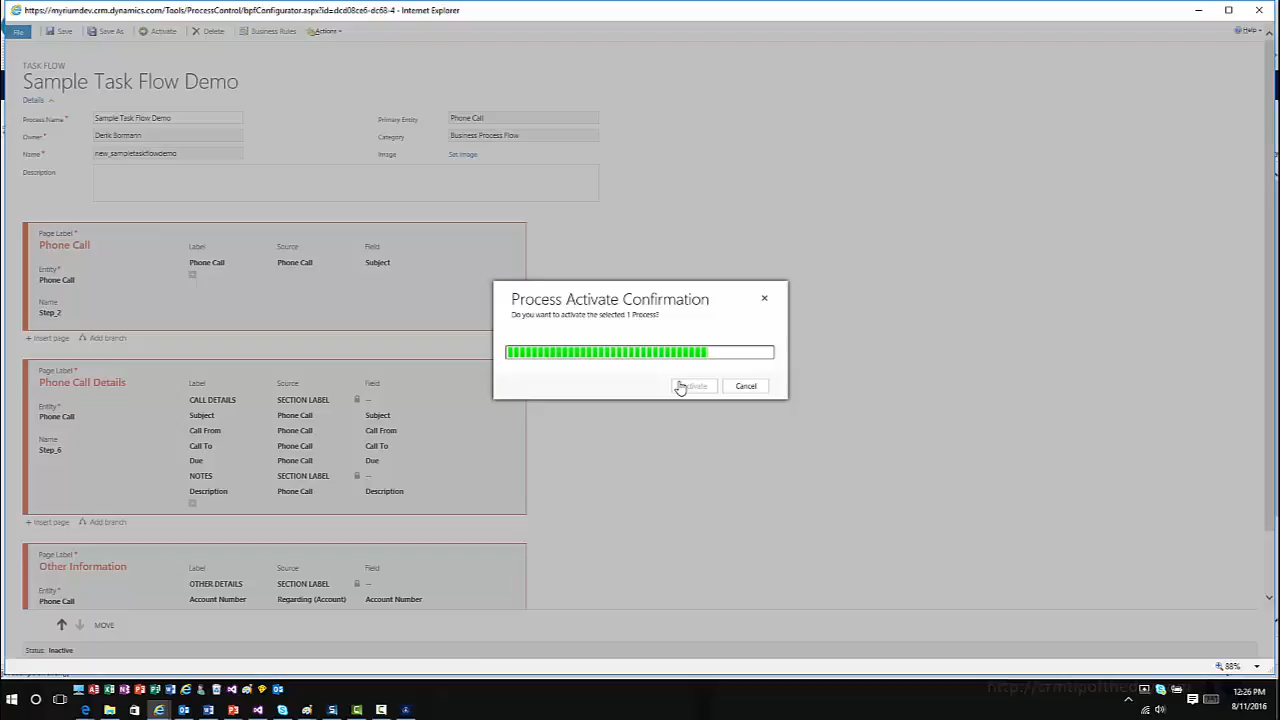 https://myriumdev.crm.dynamics.com/Tools/ProcessControl/bpfConfigurator.aspx?id=dcd08ce6-dc68-4 - Internet Explorer
File Save Save As Activate Delete Business Rules Actions Help
TASK FLOW
Sample Task Flow Demo
Details
Process Name * Sample Task Flow Demo Primary Entity Phone Call
Owner * Derik Bormann Category Business Process Flow
Name * new_sampletaskflowdemo Image Set Image
Description
Page Label *
Phone Call Label Source Field
Entity * Phone Call Phone Call Subject
Phone Call
Name
Step_2
+ Insert page Add branch
Process Activate Confirmation
Do you want to activate the selected 1 Process?
Cancel
Page Label *
Phone Call Details Label Source Field
Entity * CALL DETAILS SECTION LABEL --
Phone Call Subject Phone Call Subject
Call From Phone Call Call From
Name Call To Phone Call Call To
Step_6 Due Phone Call Due
NOTES SECTION LABEL --
Description Phone Call Description
+ Insert page Add branch
Page Label *
Other Information Label Source Field
Entity * OTHER DETAILS SECTION LABEL --
Phone Call Account Number Regarding (Account) Account Number
MOVE
Status: Inactive
88%
12:26 PM
8/11/2016